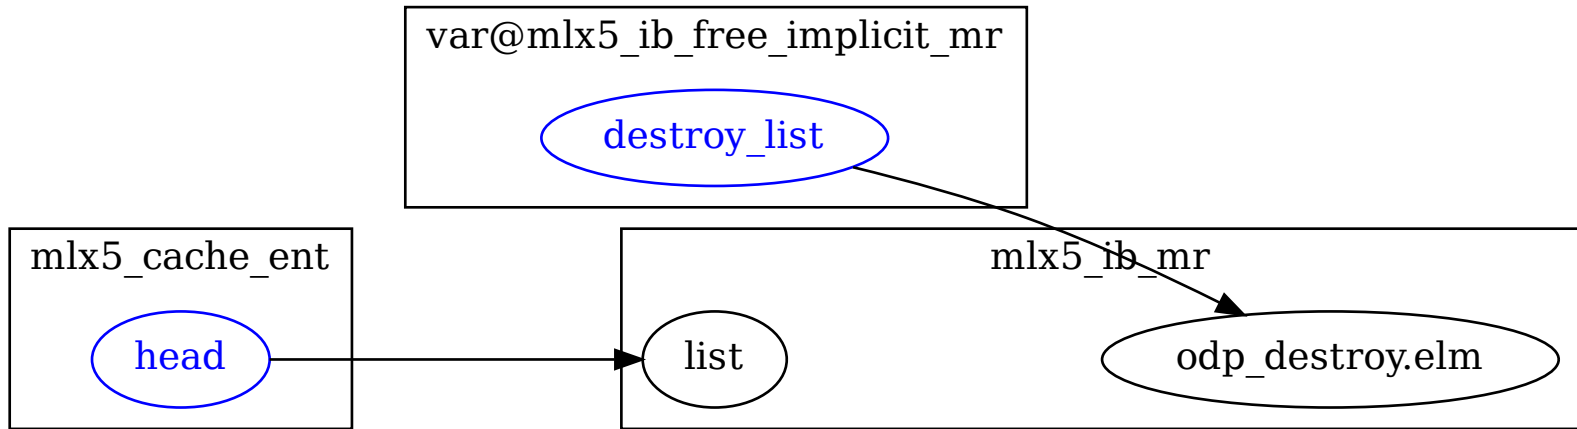 var@mlx5_ib_free_implicit_mr
destroy_list
mlx5_cache_ent
mlx5_ib_mr
head
list
odp_destroy.elm